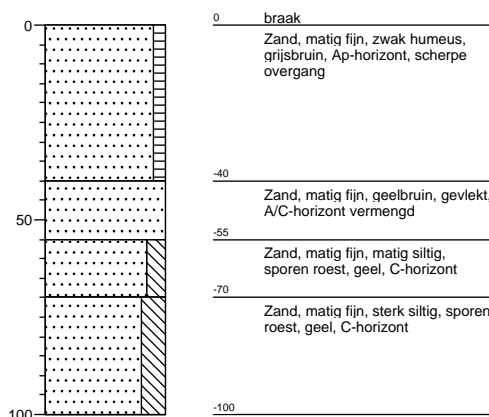 0
0
braak
Zand, matig fijn, zwak humeus,
grijsbruin, Ap-horizont, scherpe
overgang
-40
Zand, matig fijn, geelbruin, gevlekt,
A/C-horizont vermengd
50
-55
Zand, matig fijn, matig siltig,
sporen roest, geel, C-horizont
-70
Zand, matig fijn, sterk siltig, sporen
roest, geel, C-horizont
100
-100